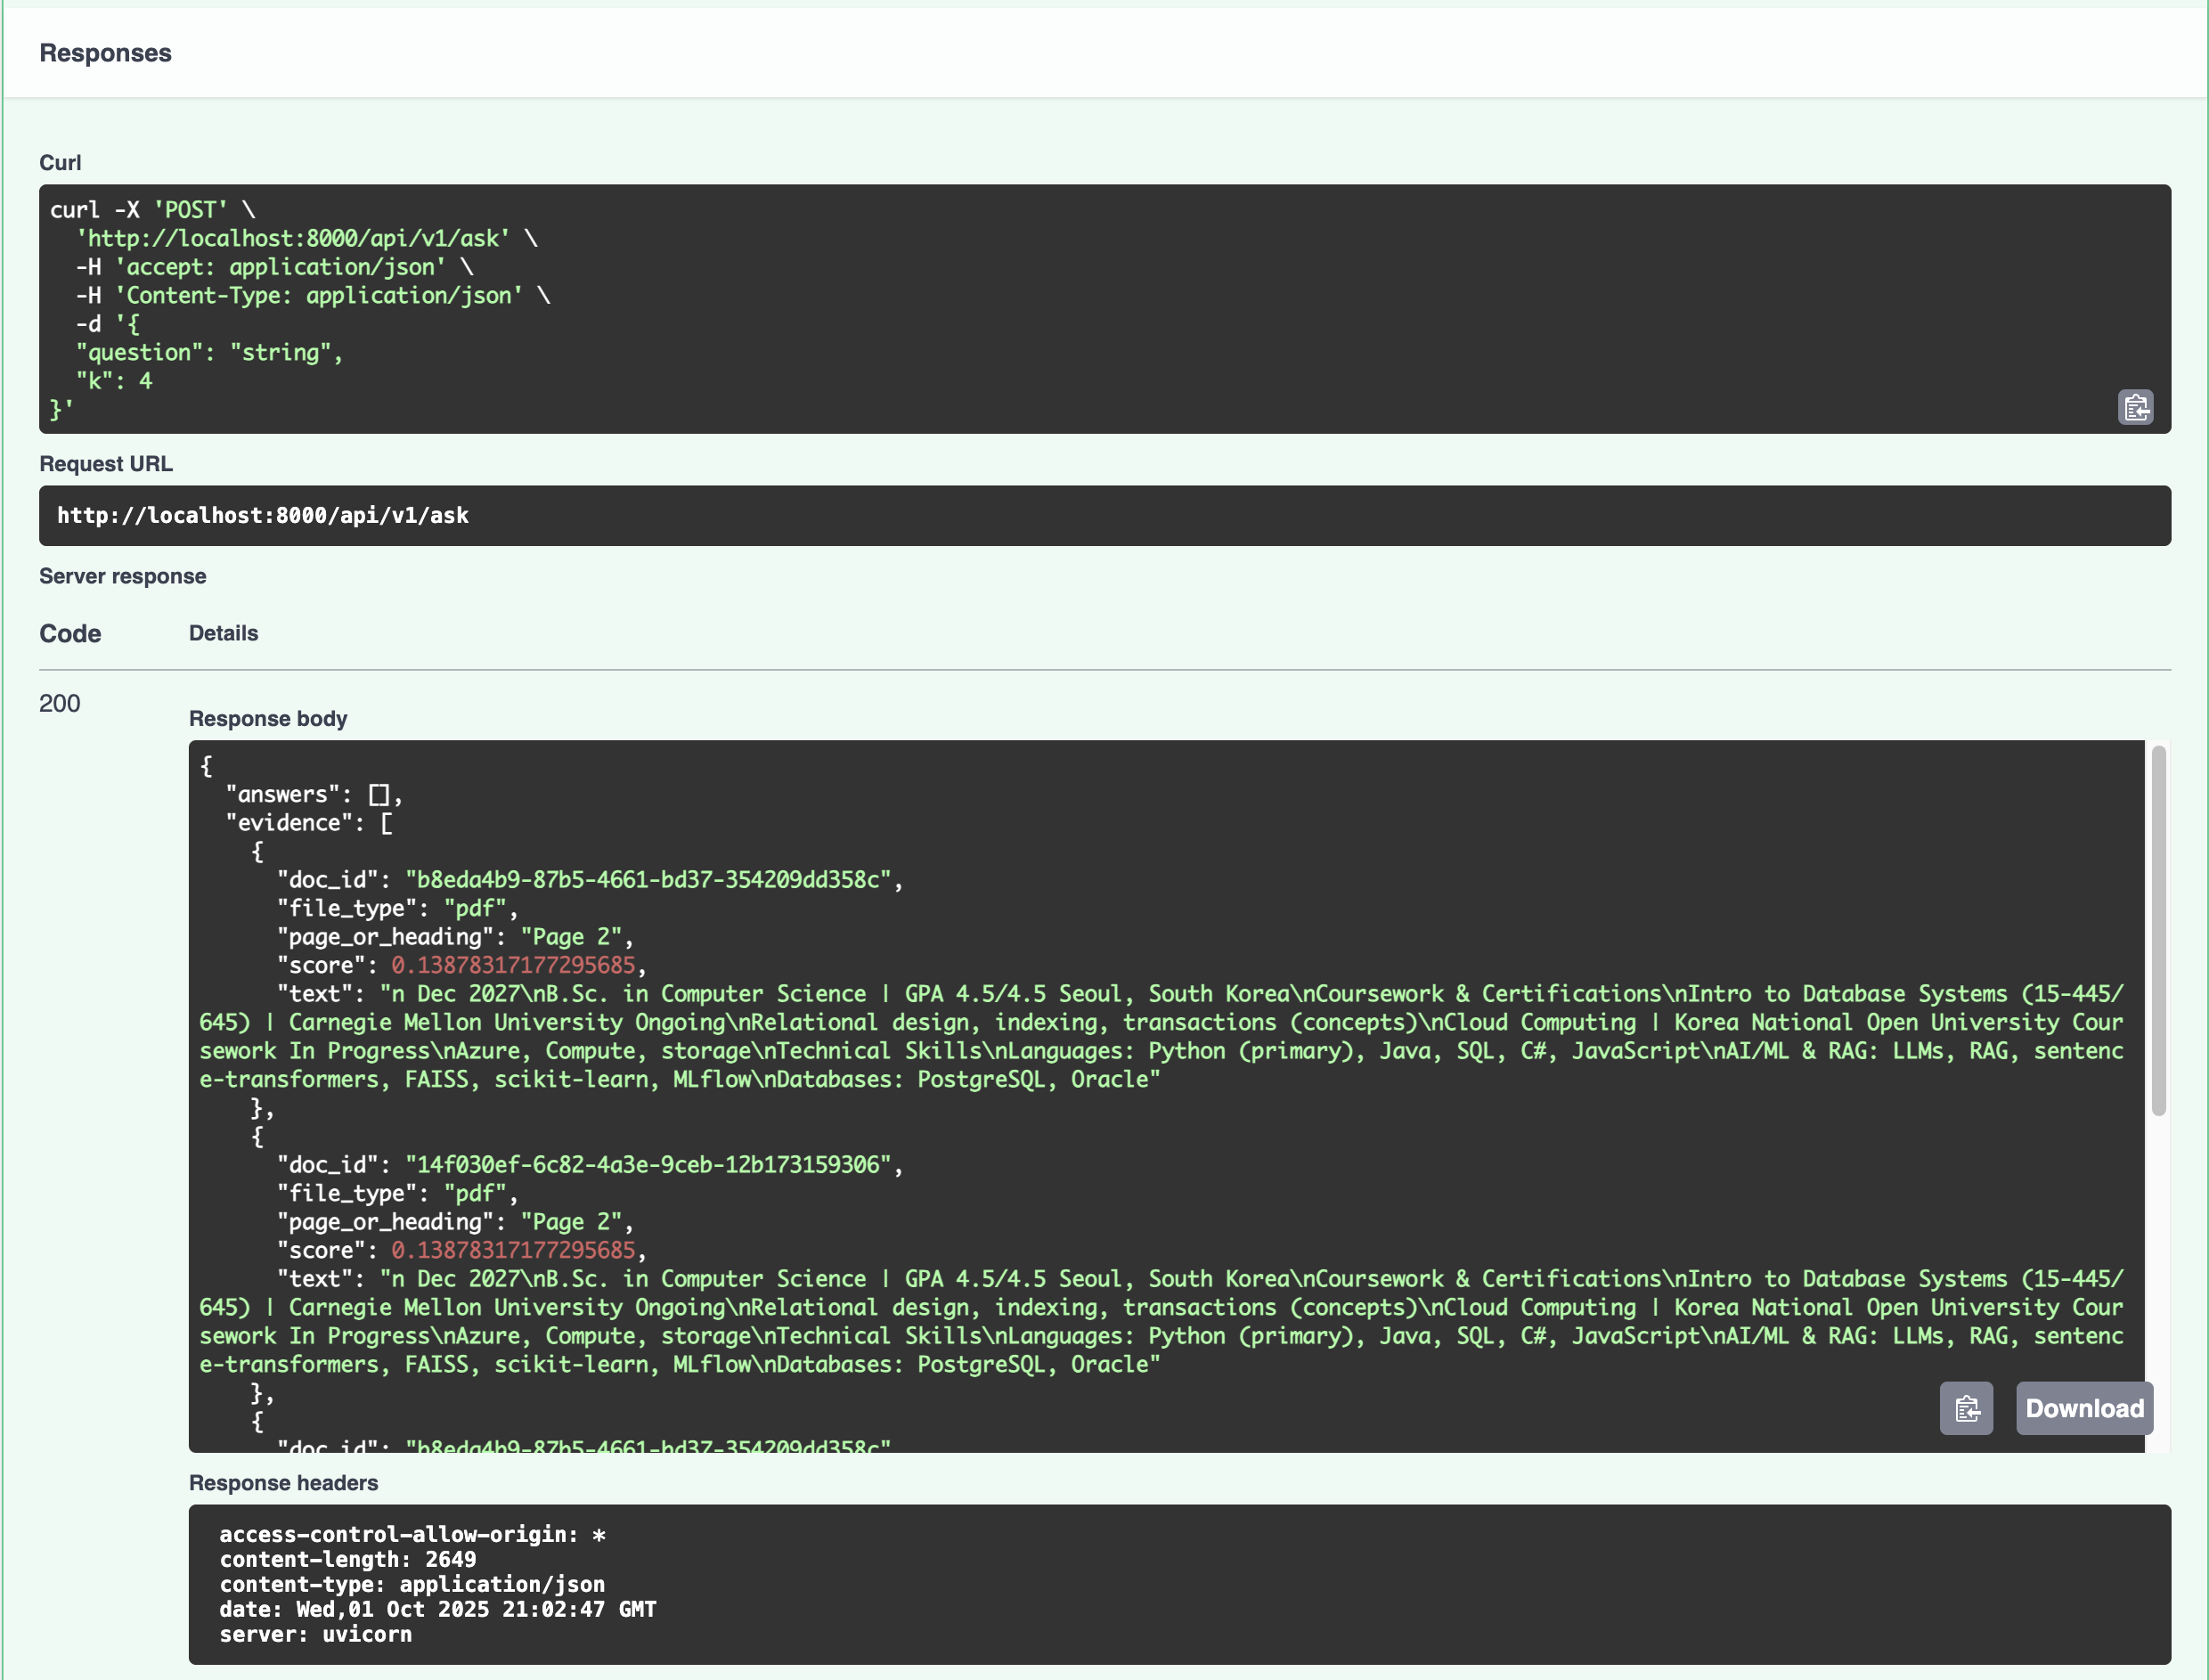 Responses
Curl
curl -X 'POST' \
'http://localhost:8000/api/v1/ask' \
-H 'accept: application/json' \
-H 'Content-Type: application/json' \
-d '{
"question": "string",
"k": 4
}'
Request URL
http://localhost:8000/api/v1/ask
Server response
Code Details
200
Response body
{
"answers": [],
"evidence": [
{
"doc_id": "b8eda4b9-87b5-4661-bd37-354209dd358c",
"file_type": "pdf",
"page_or_heading": "Page 2",
"score": 0.13878317177295685,
"text": "n Dec 2027\nB.Sc. in Computer Science | GPA 4.5/4.5 Seoul, South Korea\nCoursework & Certifications\nIntro to Database Systems (15-445/
645) | Carnegie Mellon University Ongoing\nRelational design, indexing, transactions (concepts)\nCloud Computing | Korea National Open University Cour
sework In Progress\nAzure, Compute, storage\nTechnical Skills\nLanguages: Python (primary), Java, SQL, C#, JavaScript\nAI/ML & RAG: LLMs, RAG, sentenc
e-transformers, FAISS, scikit-learn, MLflow\nDatabases: PostgreSQL, Oracle"
},
{
"doc_id": "14f030ef-6c82-4a3e-9ceb-12b173159306",
"file_type": "pdf",
"page_or_heading": "Page 2",
"score": 0.13878317177295685,
"text": "n Dec 2027\nB.Sc. in Computer Science | GPA 4.5/4.5 Seoul, South Korea\nCoursework & Certifications\nIntro to Database Systems (15-445/
645) | Carnegie Mellon University Ongoing\nRelational design, indexing, transactions (concepts)\nCloud Computing | Korea National Open University Cour
sework In Progress\nAzure, Compute, storage\nTechnical Skills\nLanguages: Python (primary), Java, SQL, C#, JavaScript\nAI/ML & RAG: LLMs, RAG, sentenc
e-transformers, FAISS, scikit-learn, MLflow\nDatabases: PostgreSQL, Oracle"
},
{
"doc_id": "b8eda4b9-87b5-4661-bd37-354209dd358c"
Download
Response headers
access-control-allow-origin: *
content-length: 2649
content-type: application/json
date: Wed,01 Oct 2025 21:02:47 GMT
server: uvicorn